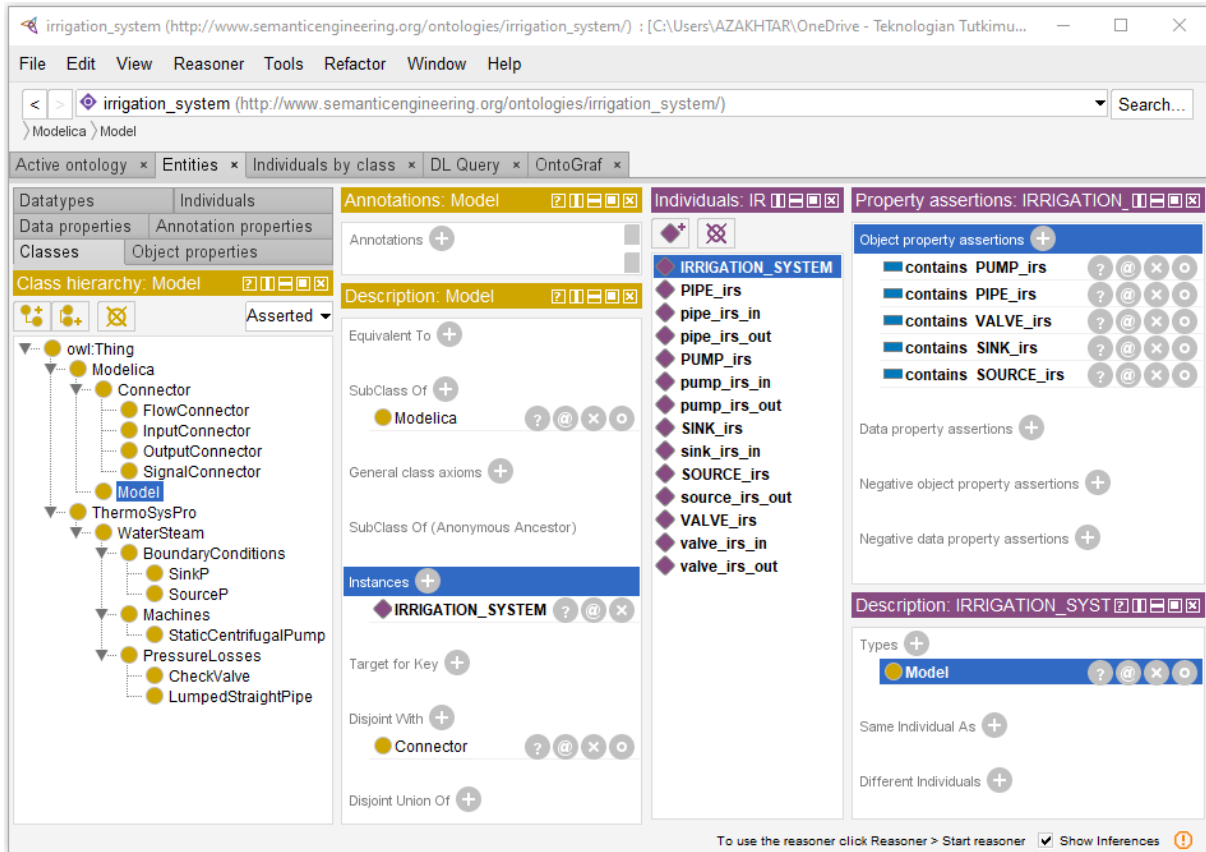 irrigation_system (http://www.semanticengineering.org/ontologies/irrigation_system/) : [C:\Users\AZAKHTAR\OneDrive - Teknologian Tutkimu...
File Edit View Reasoner Tools Refactor Window Help
< > irrigation_system (http://www.semanticengineering.org/ontologies/irrigation_system/) Search...
Modelica Model
Active ontology × Entities × Individuals by class × DL Query × OntoGraf ×
Datatypes Individuals
Data properties Annotation properties
Classes Object properties
Class hierarchy: Model
Asserted
owl:Thing
Modelica
Connector
FlowConnector
InputConnector
OutputConnector
SignalConnector
Model
ThermoSysPro
WaterSteam
BoundaryConditions
SinkP
SourceP
Machines
StaticCentrifugalPump
PressureLosses
CheckValve
LumpedStraightPipe
Annotations: Model
Annotations
Description: Model
Equivalent To
SubClass Of
Modelica
General class axioms
SubClass Of (Anonymous Ancestor)
Instances
IRRIGATION_SYSTEM
Target for Key
Disjoint With
Connector
Disjoint Union Of
Individuals: IR
IRRIGATION_SYSTEM
PIPE_irs
pipe_irs_in
pipe_irs_out
PUMP_irs
pump_irs_in
pump_irs_out
SINK_irs
sink_irs_in
SOURCE_irs
source_irs_out
VALVE_irs
valve_irs_in
valve_irs_out
Property assertions: IRRIGATION_
Object property assertions
contains PUMP_irs
contains PIPE_irs
contains VALVE_irs
contains SINK_irs
contains SOURCE_irs
Data property assertions
Negative object property assertions
Negative data property assertions
Description: IRRIGATION_SYST
Types
Model
Same Individual As
Different Individuals
To use the reasoner click Reasoner > Start reasoner Show Inferences